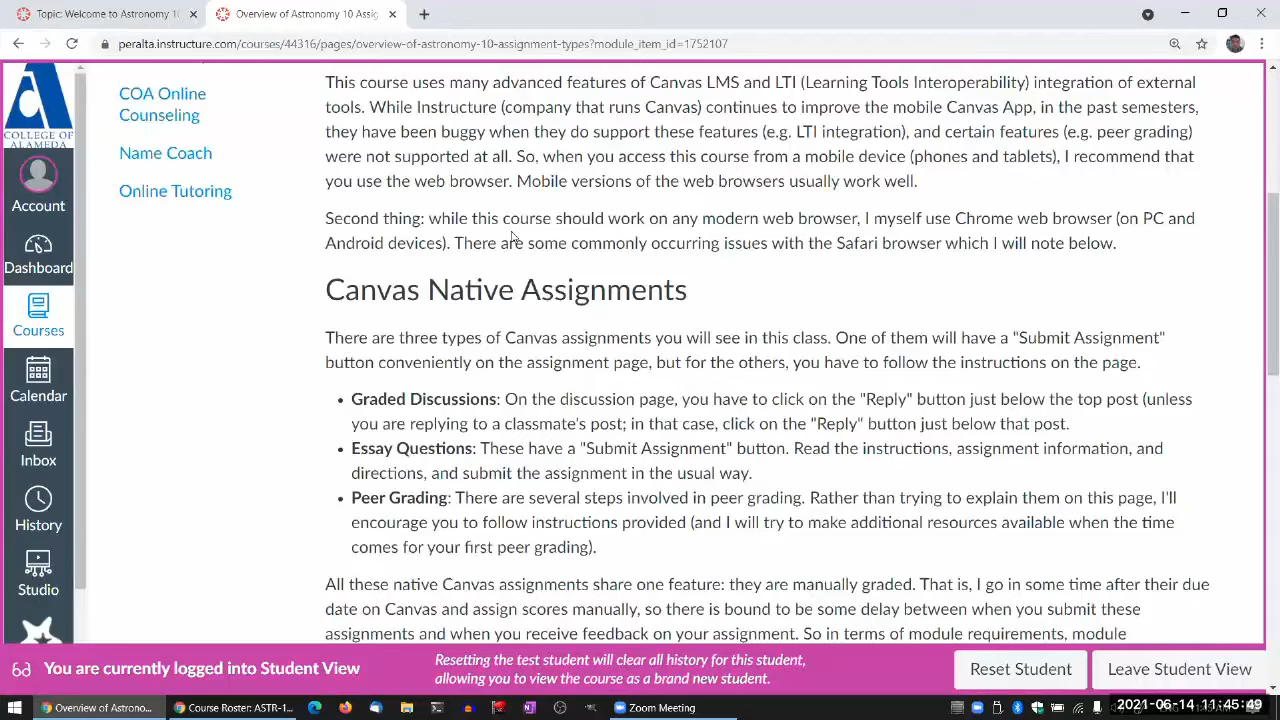 Topic: Welcome to Astronomy 10
Overview of Astronomy 10 Assig
peralta.instructure.com/courses/44316/pages/overview-of-astronomy-10-assignment-types?module_item_id=1752107
COLLEGE OF
ALAMEDA
Account
Dashboard
Courses
Calendar
Inbox
History
Studio
COA Online
Counseling
Name Coach
Online Tutoring
This course uses many advanced features of Canvas LMS and LTI (Learning Tools Interoperability) integration of external
tools. While Instructure (company that runs Canvas) continues to improve the mobile Canvas App, in the past semesters,
they have been buggy when they do support these features (e.g. LTI integration), and certain features (e.g. peer grading)
were not supported at all. So, when you access this course from a mobile device (phones and tablets), I recommend that
you use the web browser. Mobile versions of the web browsers usually work well.
Second thing: while this course should work on any modern web browser, I myself use Chrome web browser (on PC and
Android devices). There are some commonly occurring issues with the Safari browser which I will note below.
Canvas Native Assignments
There are three types of Canvas assignments you will see in this class. One of them will have a "Submit Assignment"
button conveniently on the assignment page, but for the others, you have to follow the instructions on the page.
• Graded Discussions: On the discussion page, you have to click on the "Reply" button just below the top post (unless
you are replying to a classmate's post; in that case, click on the "Reply" button just below that post.
• Essay Questions: These have a "Submit Assignment" button. Read the instructions, assignment information, and
directions, and submit the assignment in the usual way.
• Peer Grading: There are several steps involved in peer grading. Rather than trying to explain them on this page, I'll
encourage you to follow instructions provided (and I will try to make additional resources available when the time
comes for your first peer grading).
All these native Canvas assignments share one feature: they are manually graded. That is, I go in some time after their due
date on Canvas and assign scores manually, so there is bound to be some delay between when you submit these
assignments and when you receive feedback on your assignment. So in terms of module requirements, module
You are currently logged into Student View
Resetting the test student will clear all history for this student,
allowing you to view the course as a brand new student.
Reset Student
Leave Student View
Overview of Astrono...
Course Roster: ASTR-1...
Zoom Meeting
2021-06-14 11:45:49